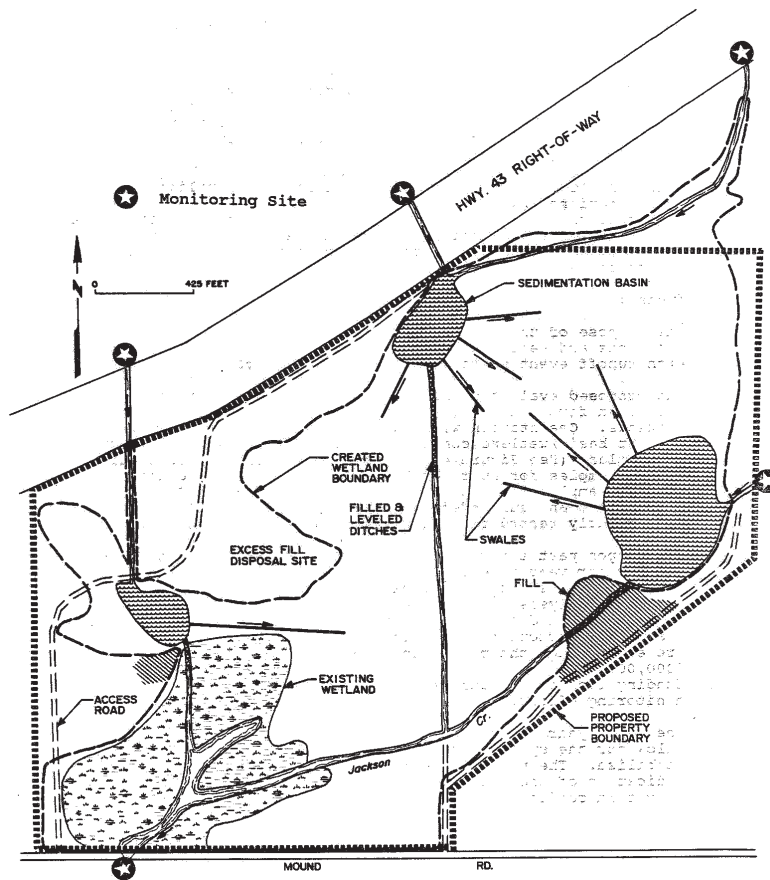 HWY. 43 RIGHT-OF-WAY
Monitoring Site
N
0 425 FEET
SEDIMENTATION BASIN
CREATED
WETLAND
BOUNDARY
FILLED &
LEVELED
DITCHES
SWALES
EXCESS FILL
DISPOSAL SITE
FILL
EXISTING
WETLAND
ACCESS
ROAD
Jackson Cr.
PROPOSED
PROPERTY
BOUNDARY
MOUND RD.